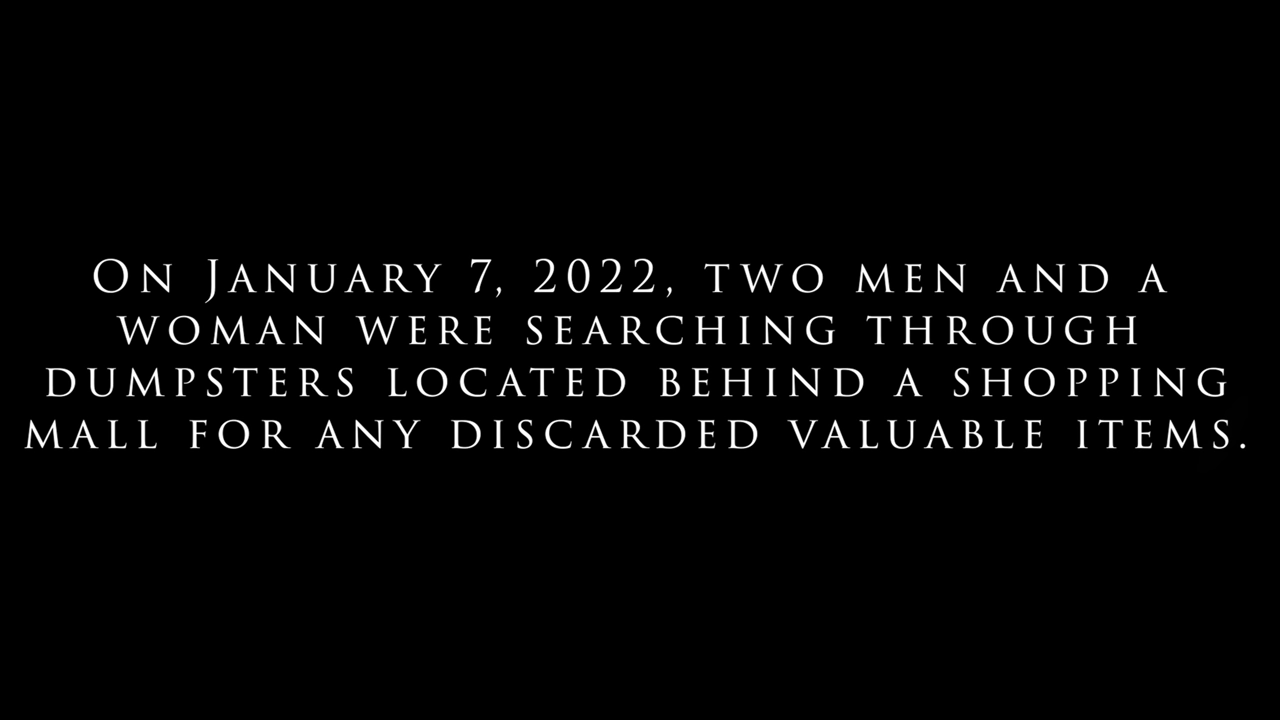 On January 7, 2022, two men and a
woman were searching through
dumpsters located behind a shopping
mall for any discarded valuable items.